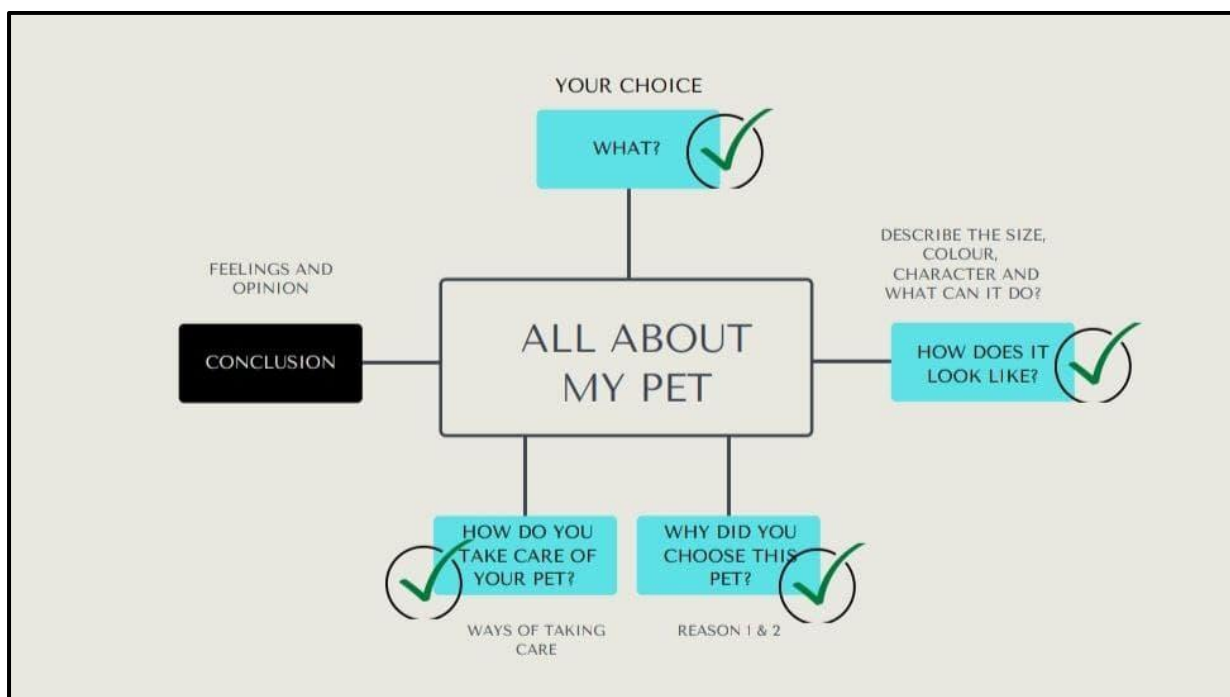 YOUR CHOICE
WHAT?
DESCRIBE THE SIZE,
COLOUR,
CHARACTER AND
WHAT CAN IT DO?
HOW DOES IT
LOOK LIKE?
FEELINGS AND
OPINION
CONCLUSION
ALL ABOUT
MY PET
HOW DO YOU
TAKE CARE OF
YOUR PET?
WAYS OF TAKING
CARE
WHY DID YOU
CHOOSE THIS
PET?
REASON 1 & 2